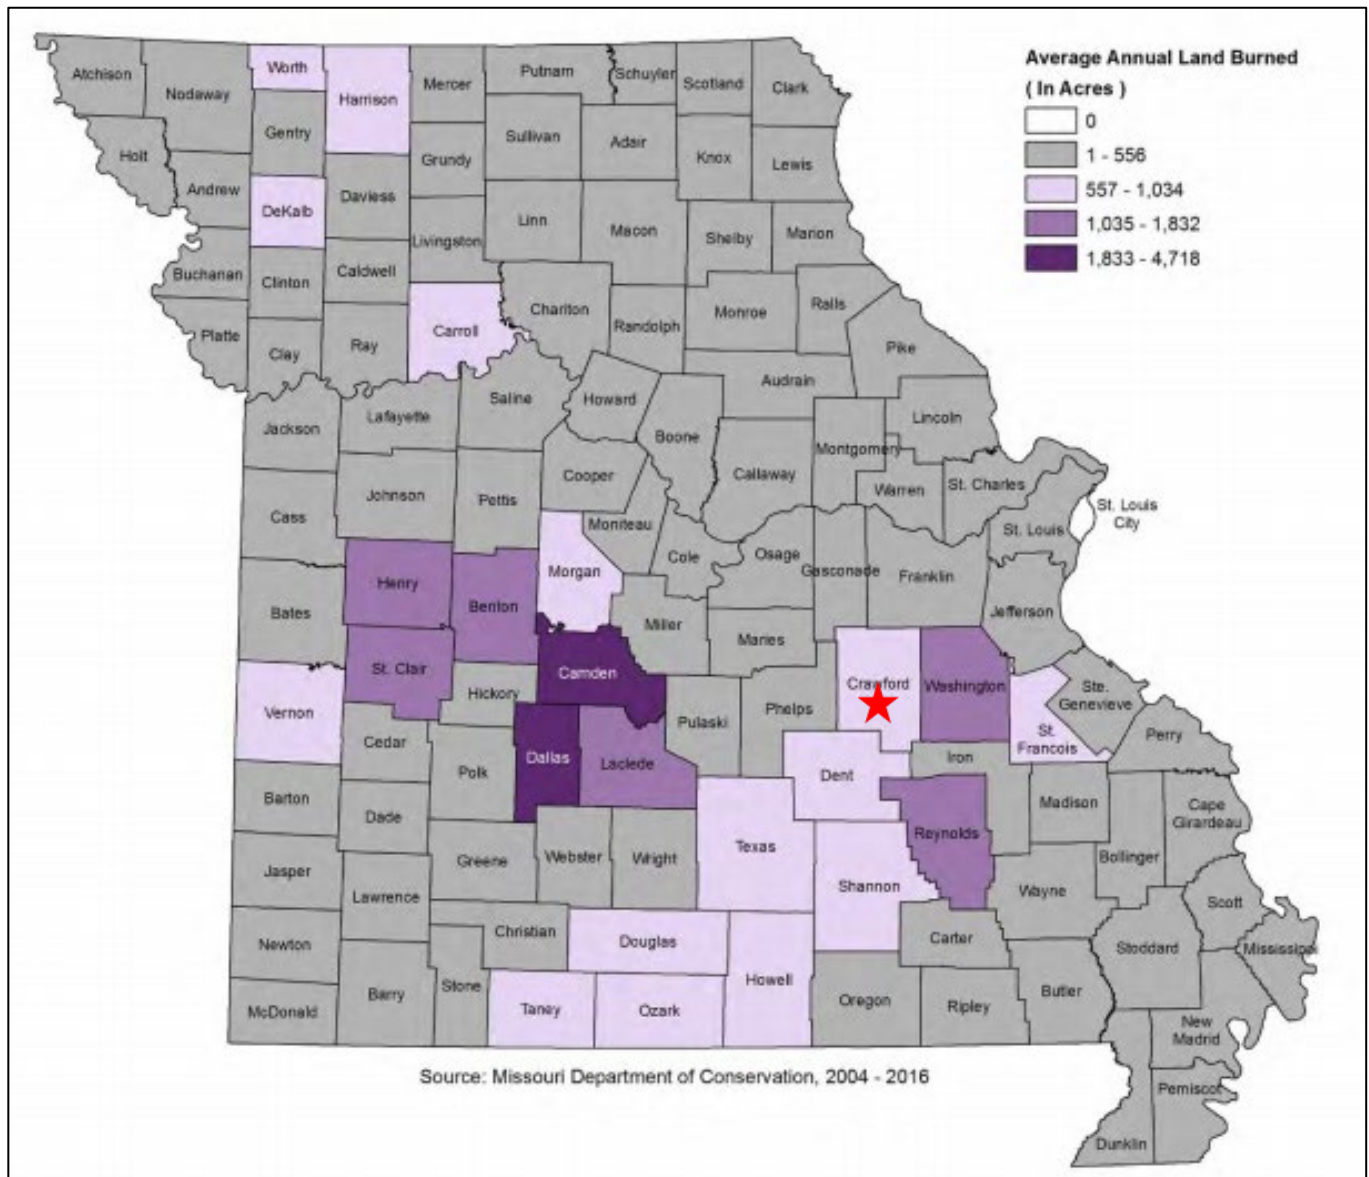 Average Annual Land Burned
( In Acres )
0
1 - 556
557 - 1,034
1,035 - 1,832
1,833 - 4,718
Atchison
Nodaway
Worth
Harrison
Mercer
Putnam
Schuyler
Scotland
Clark
Holt
Gentry
Sullivan
Adair
Knox
Lewis
Grundy
Andrew
DeKalb
Daviess
Linn
Macon
Shelby
Marion
Livingston
Buchanan
Clinton
Caldwell
Chariton
Randolph
Monroe
Ralls
Platte
Clay
Ray
Carroll
Pike
Audrain
Saline
Howard
Lincoln
Jackson
Lafayette
Boone
Montgomery
Callaway
Cooper
Warren
St. Charles
Johnson
Pettis
Cass
Moniteau
St. Louis
City
St. Louis
Cole
Osage
Gasconade
Franklin
Henry
Morgan
Benton
Bates
Miller
Maries
Jefferson
St. Clair
Camden
Hickory
Crawford
Washington
Ste.
Genevieve
Vernon
Pulaski
Phelps
St.
Francois
Perry
Cedar
Polk
Dallas
Laclede
Dent
Iron
Barton
Dade
Madison
Cape
Girardeau
Reynolds
Greene
Webster
Wright
Texas
Bollinger
Jasper
Lawrence
Shannon
Wayne
Scott
Newton
Christian
Douglas
Carter
Stoddard
Mississippi
McDonald
Barry
Stone
Taney
Ozark
Howell
Oregon
Ripley
Butler
New
Madrid
Pemiscot
Dunklin
Source: Missouri Department of Conservation, 2004 - 2016